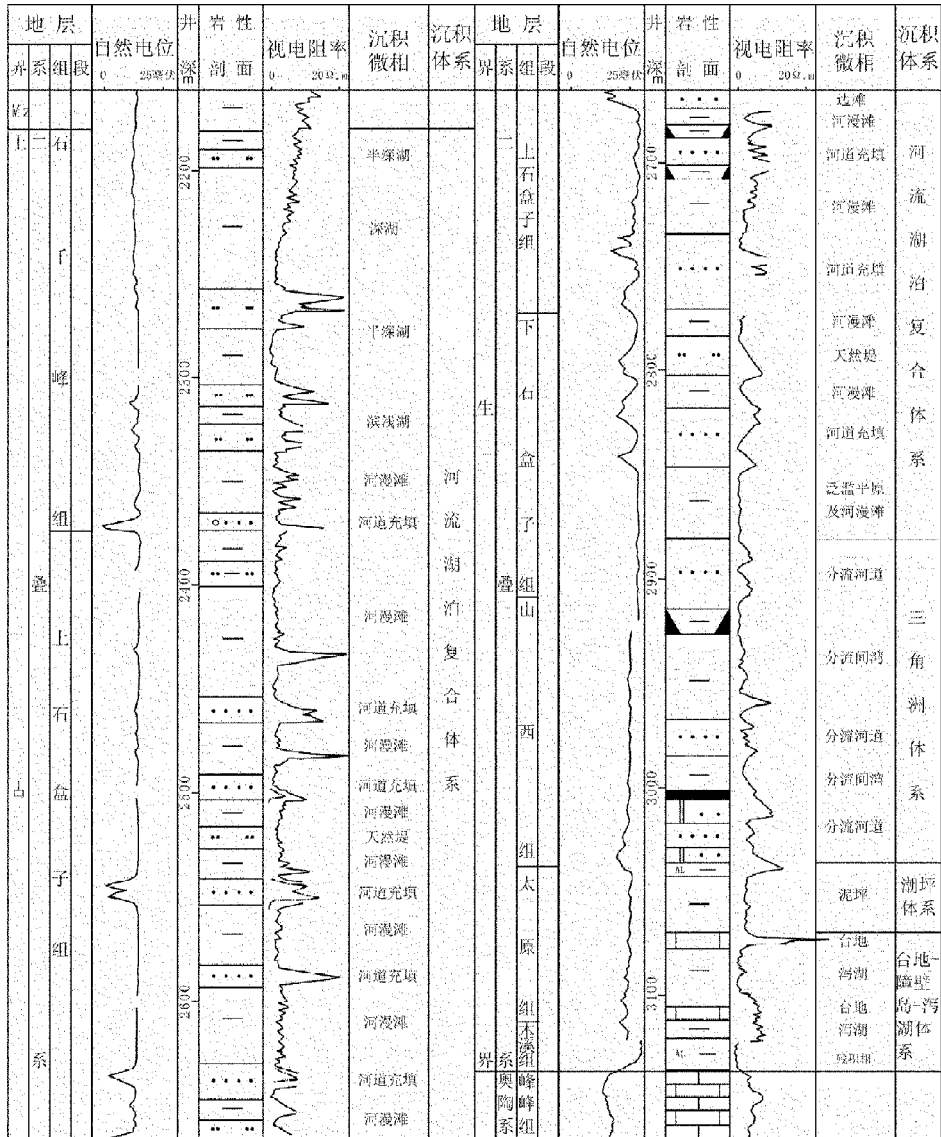 地 层
界 系 组 段
自然电位
0 25毫伏
井深 m
岩 性
剖 面
视电阻率
0 20Ω.m
沉积
微相
沉积
体系
地 层
界 系 组 段
自然电位
0 25毫伏
井深 m
岩 性
剖 面
视电阻率
0 20Ω.m
沉积
微相
沉积
体系
Mz
上 二 石
千
峰
组
叠
上
石
盒
子
组
古
系
2200
2300
2400
2500
2600
半深湖
深湖
半深湖
滨浅湖
河漫滩
河道充填
河漫滩
河道充填
河漫滩
河道充填
河漫滩
天然堤
河漫滩
河道充填
河漫滩
河道充填
河漫滩
河道充填
河漫滩
河流湖泊复合体系
二
生
叠
界 系
上石盒子组
下石盒子组
山西组
太原组
本溪组
奥陶系
峰峰组
2700
2800
2900
3000
3100
AL
AL
边滩
河漫滩
河道充填
河漫滩
河道充填
河漫滩
天然堤
河漫滩
河道充填
泛滥平原
及河漫滩
分流河道
分流间湾
分流河道
分流间湾
分流河道
泥坪
台地
泻湖
台地
泻湖
河流湖泊复合体系
三角洲体系
潮坪
体系
台地-
障壁
岛-泻
湖体
系